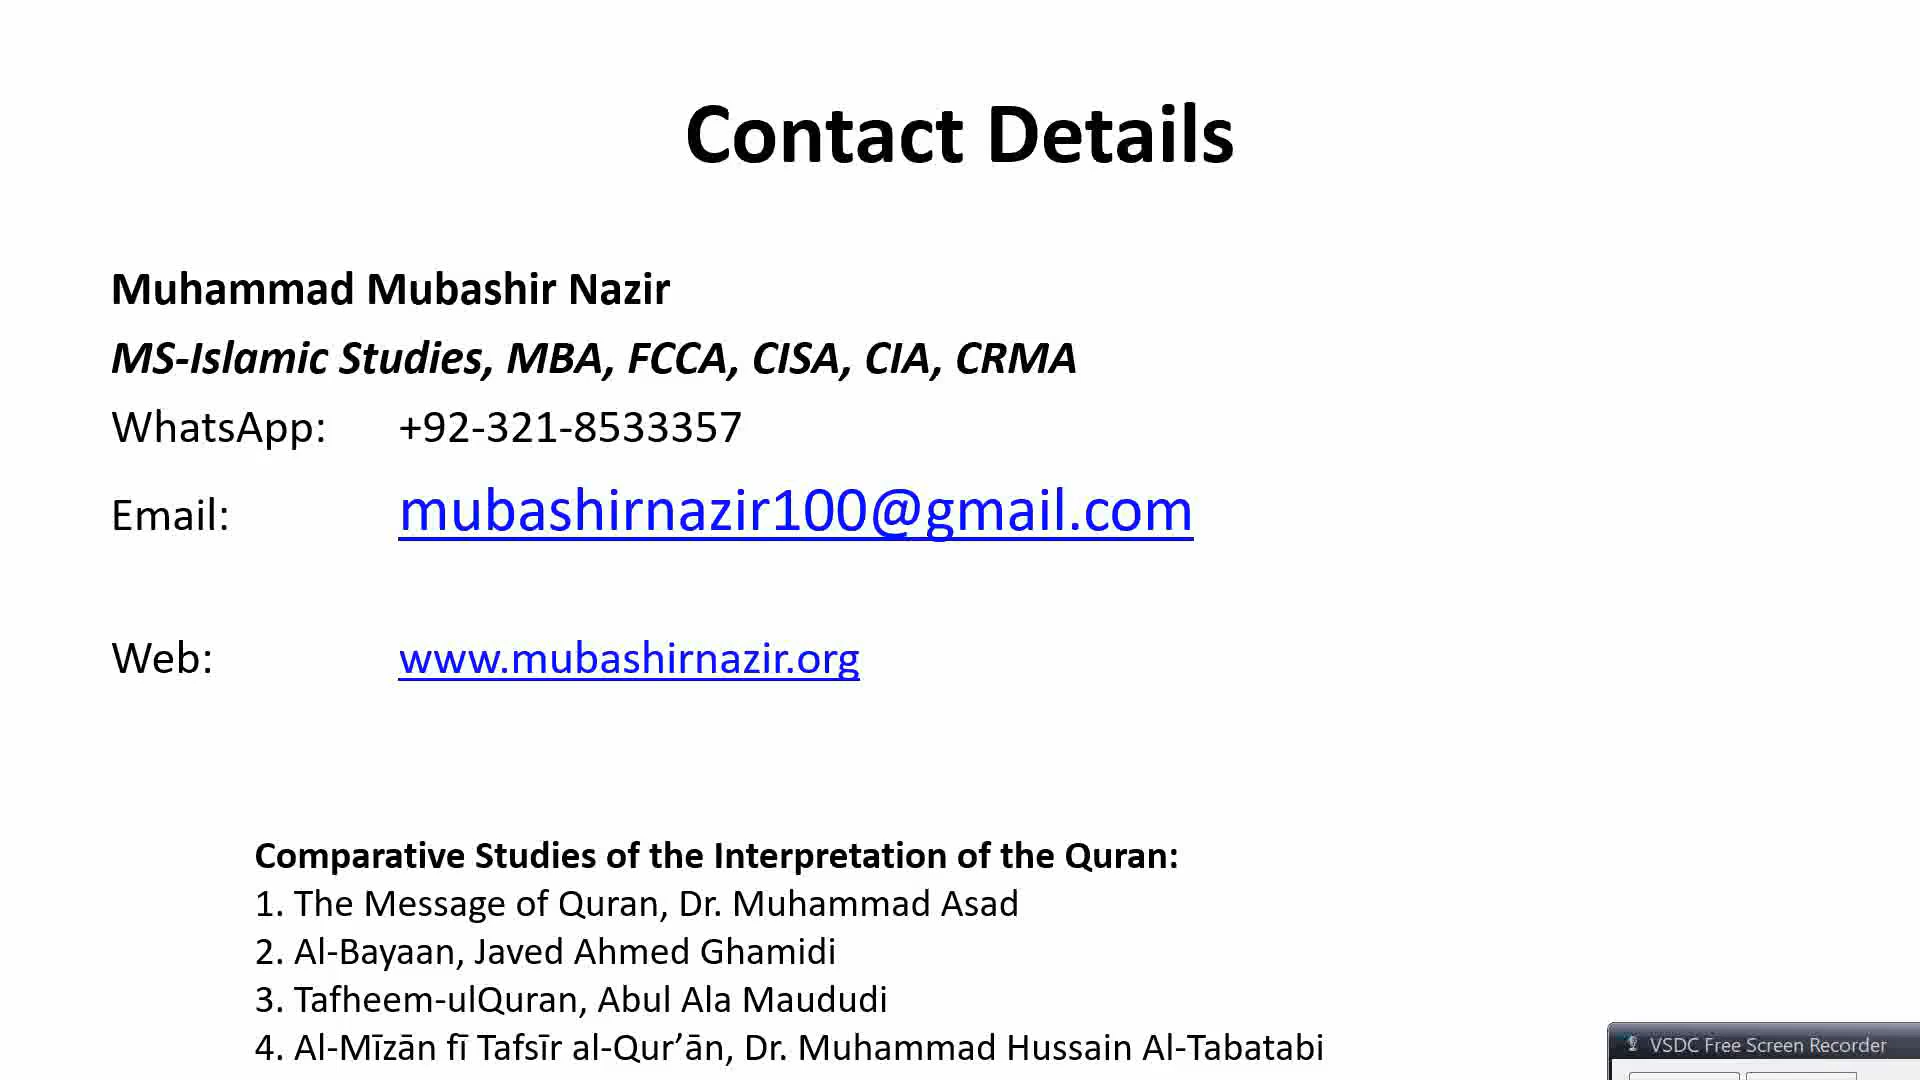 Contact Details
Muhammad Mubashir Nazir
MS-Islamic Studies, MBA, FCCA, CISA, CIA, CRMA
WhatsApp: +92-321-8533357
Email: mubashirnazir100@gmail.com
Web: www.mubashirnazir.org
Comparative Studies of the Interpretation of the Quran:
1. The Message of Quran, Dr. Muhammad Asad
2. Al-Bayaan, Javed Ahmed Ghamidi
3. Tafheem-ulQuran, Abul Ala Maududi
4. Al-Mīzān fī Tafsīr al-Qur’ān, Dr. Muhammad Hussain Al-Tabatabi
VSDC Free Screen Recorder